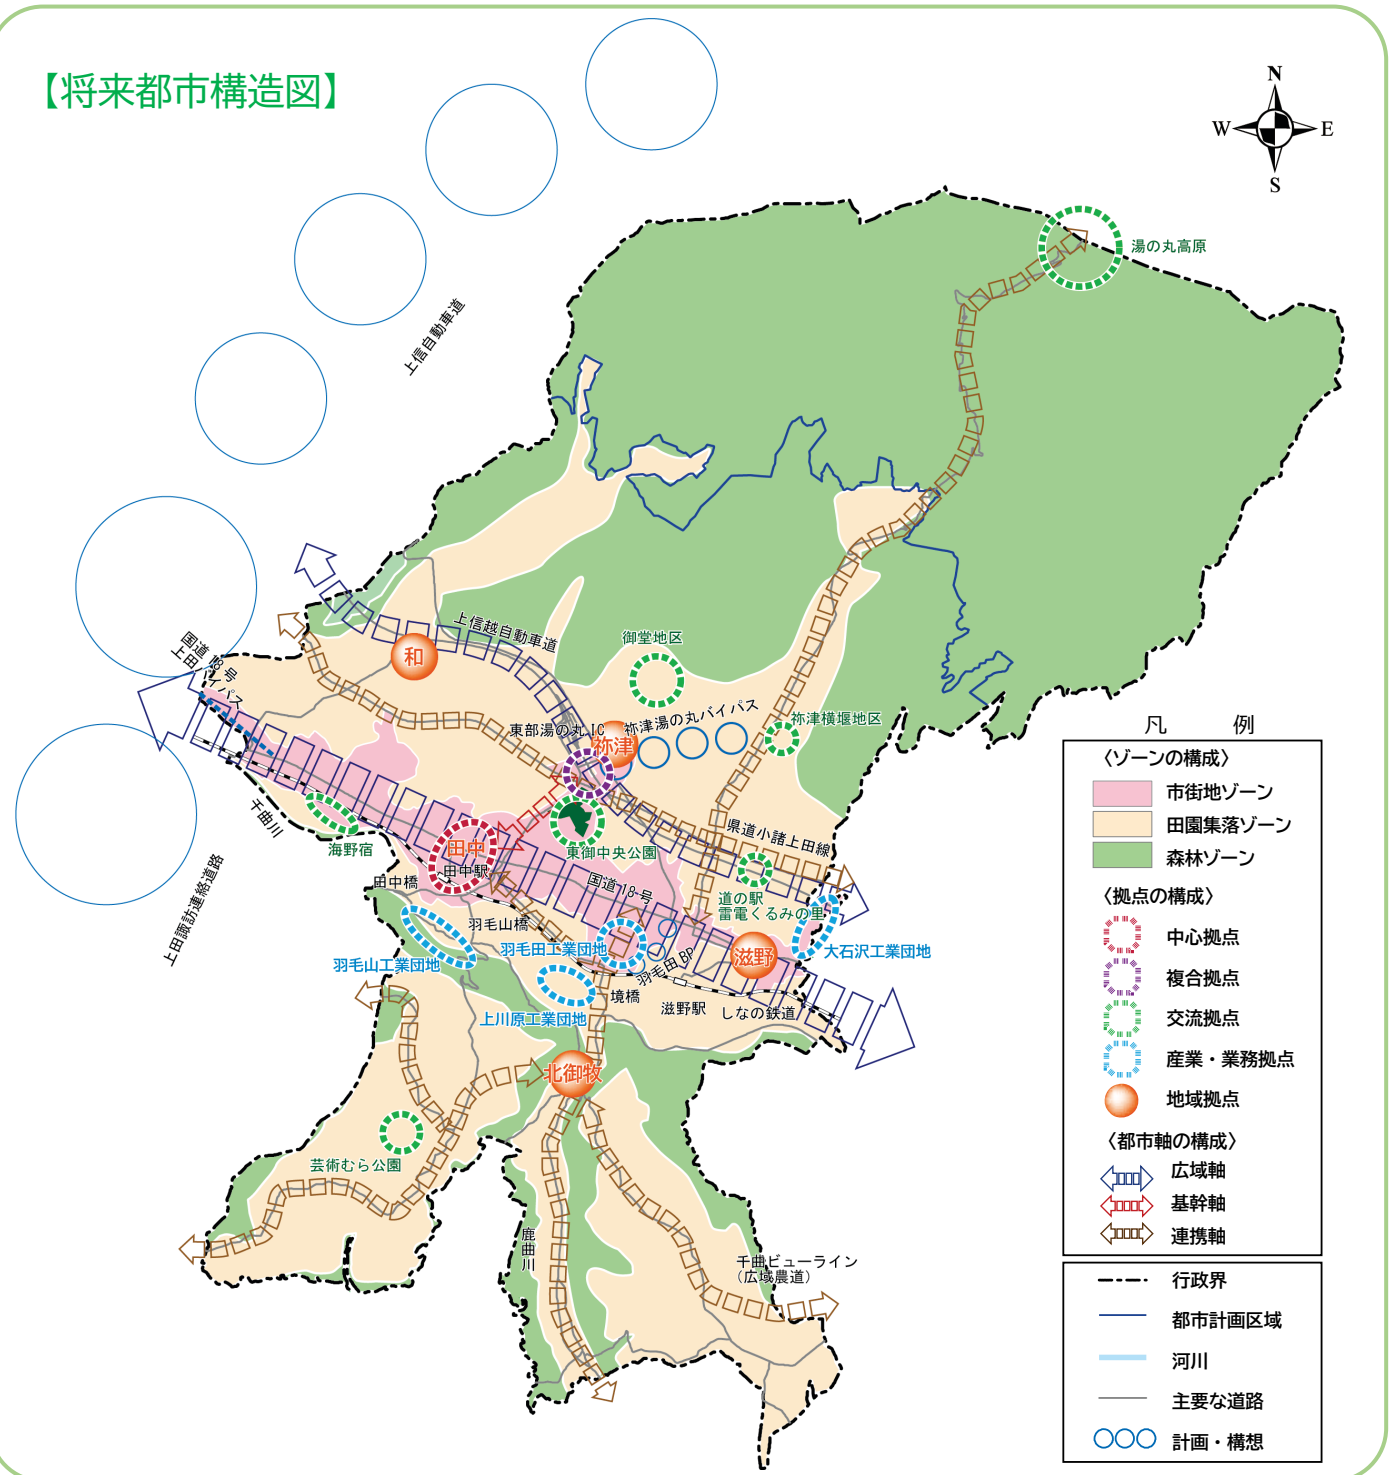 【将来都市構造図】
N
W
E
S
湯の丸高原
上信自動車道
国道18号
上田バイパス
和
上信越自動車道
御堂地区
東部湯の丸IC
祢津湯の丸バイパス
祢津
祢津横堰地区
千曲川
海野宿
田中
田中駅
田中橋
東御中央公園
県道小諸上田線
国道18号
道の駅
雷電くるみの里
上田諏訪連絡道路
羽毛山橋
羽毛山工業団地
羽毛田工業団地
羽毛田BP
滋野
大石沢工業団地
上川原工業団地
境橋
滋野駅
しなの鉄道
北御牧
芸術むら公園
鹿曲川
千曲ビューライン
（広域農道）
凡例
〈ゾーンの構成〉
市街地ゾーン
田園集落ゾーン
森林ゾーン
〈拠点の構成〉
中心拠点
複合拠点
交流拠点
産業・業務拠点
地域拠点
〈都市軸の構成〉
広域軸
基幹軸
連携軸
行政界
都市計画区域
河川
主要な道路
計画・構想